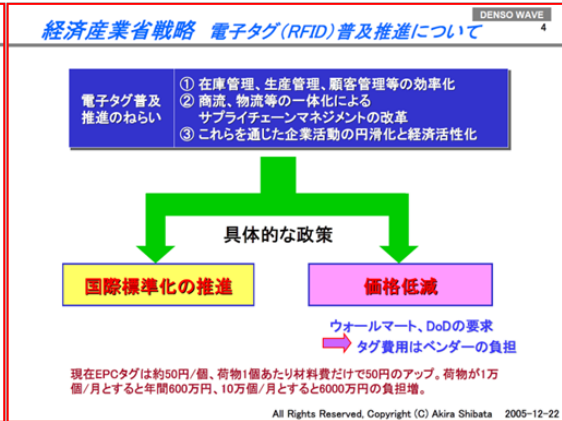 DENSO WAVE
経済産業省戦略 電子タグ(RFID)普及推進について
4
電子タグ普及
推進のねらい
① 在庫管理、生産管理、顧客管理等の効率化
② 商流、物流等の一体化による
サプライチェーンマネジメントの改革
③ これらを通じた企業活動の円滑化と経済活性化
具体的な政策
国際標準化の推進
価格低減
ウォールマート、DoDの要求
タグ費用はベンダーの負担
現在EPCタグは約50円/個、荷物1個あたり材料費だけで50円のアップ。荷物が1万
個/月とすると年間600万円、10万個/月とすると6000万円の負担増。
All Rights Reserved, Copyright (C) Akira Shibata 2005-12-22